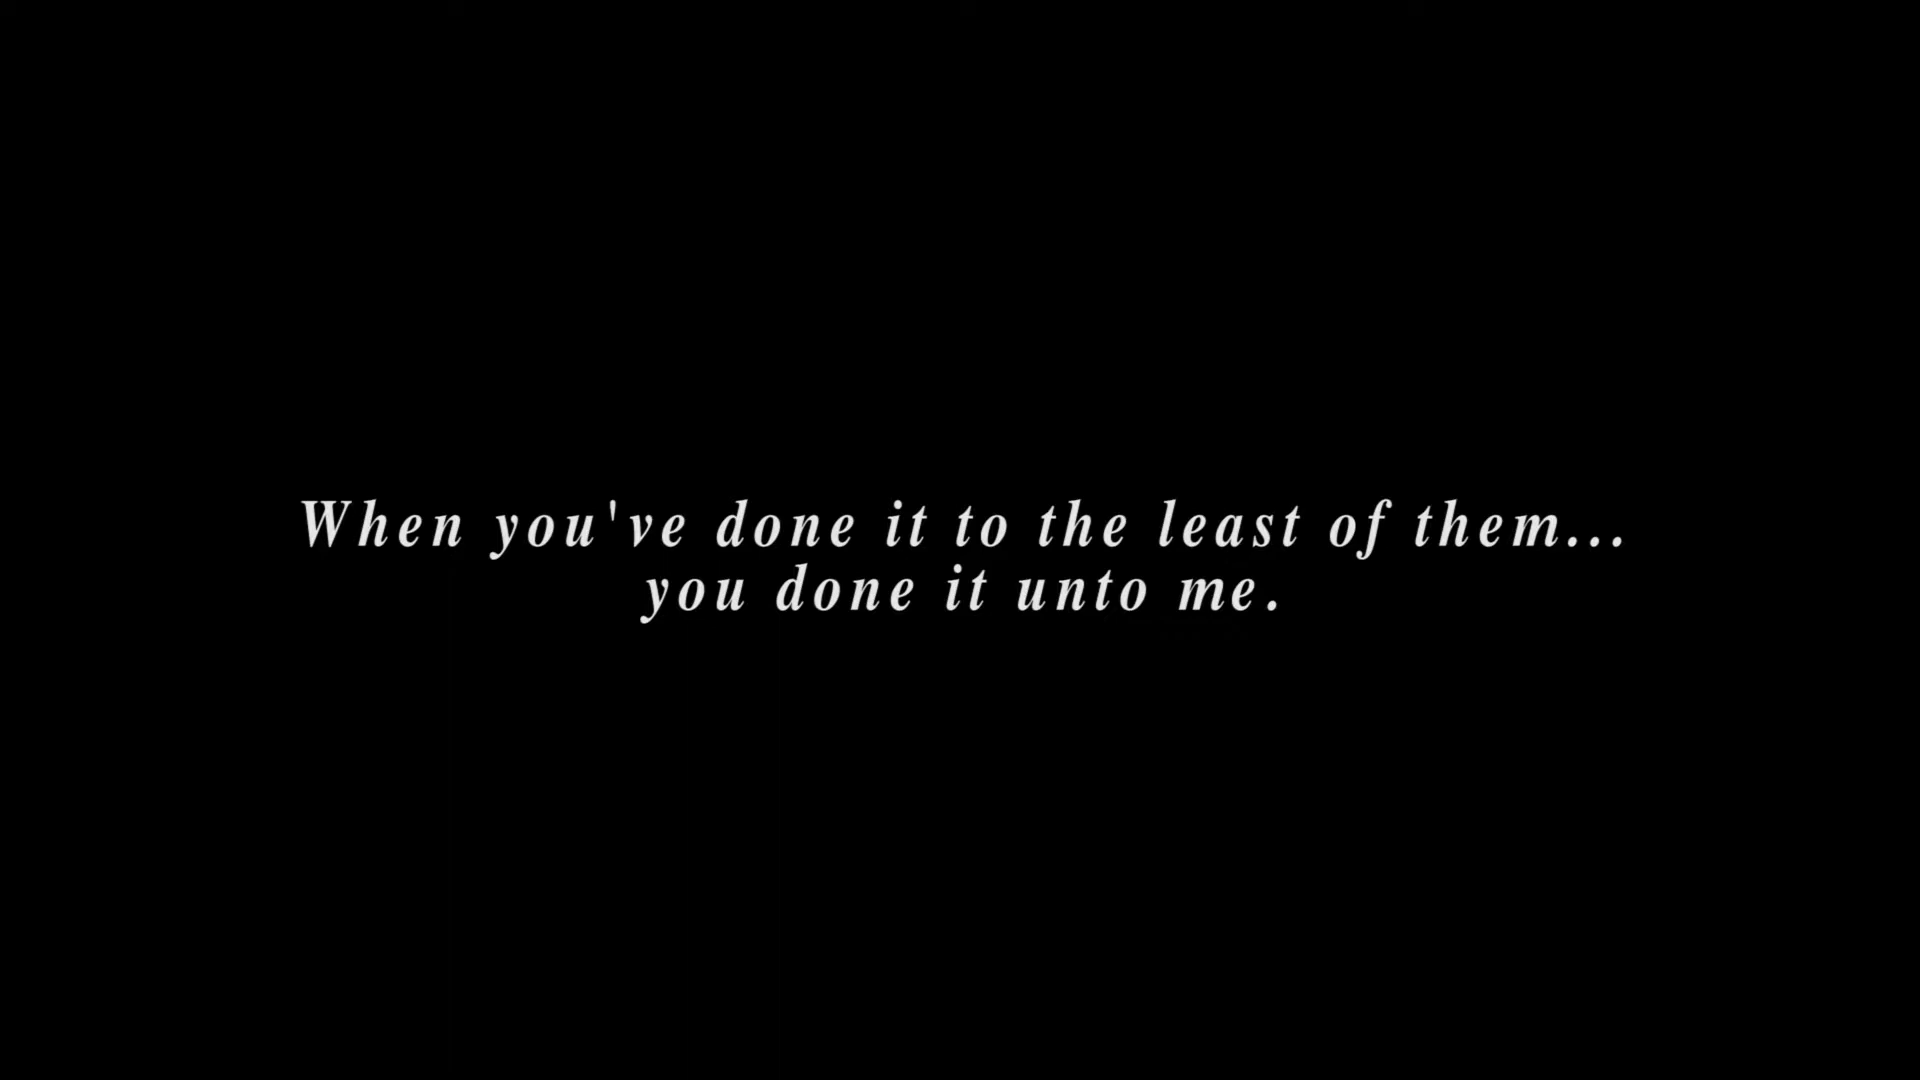 When you've done it to the least of them...
you done it unto me.